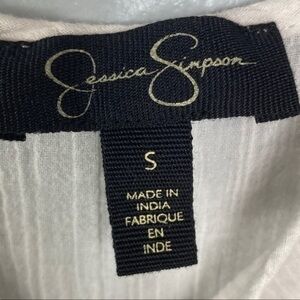 Jessica Simpson
S
MADE IN
INDIA
FABRIQUE
EN
INDE